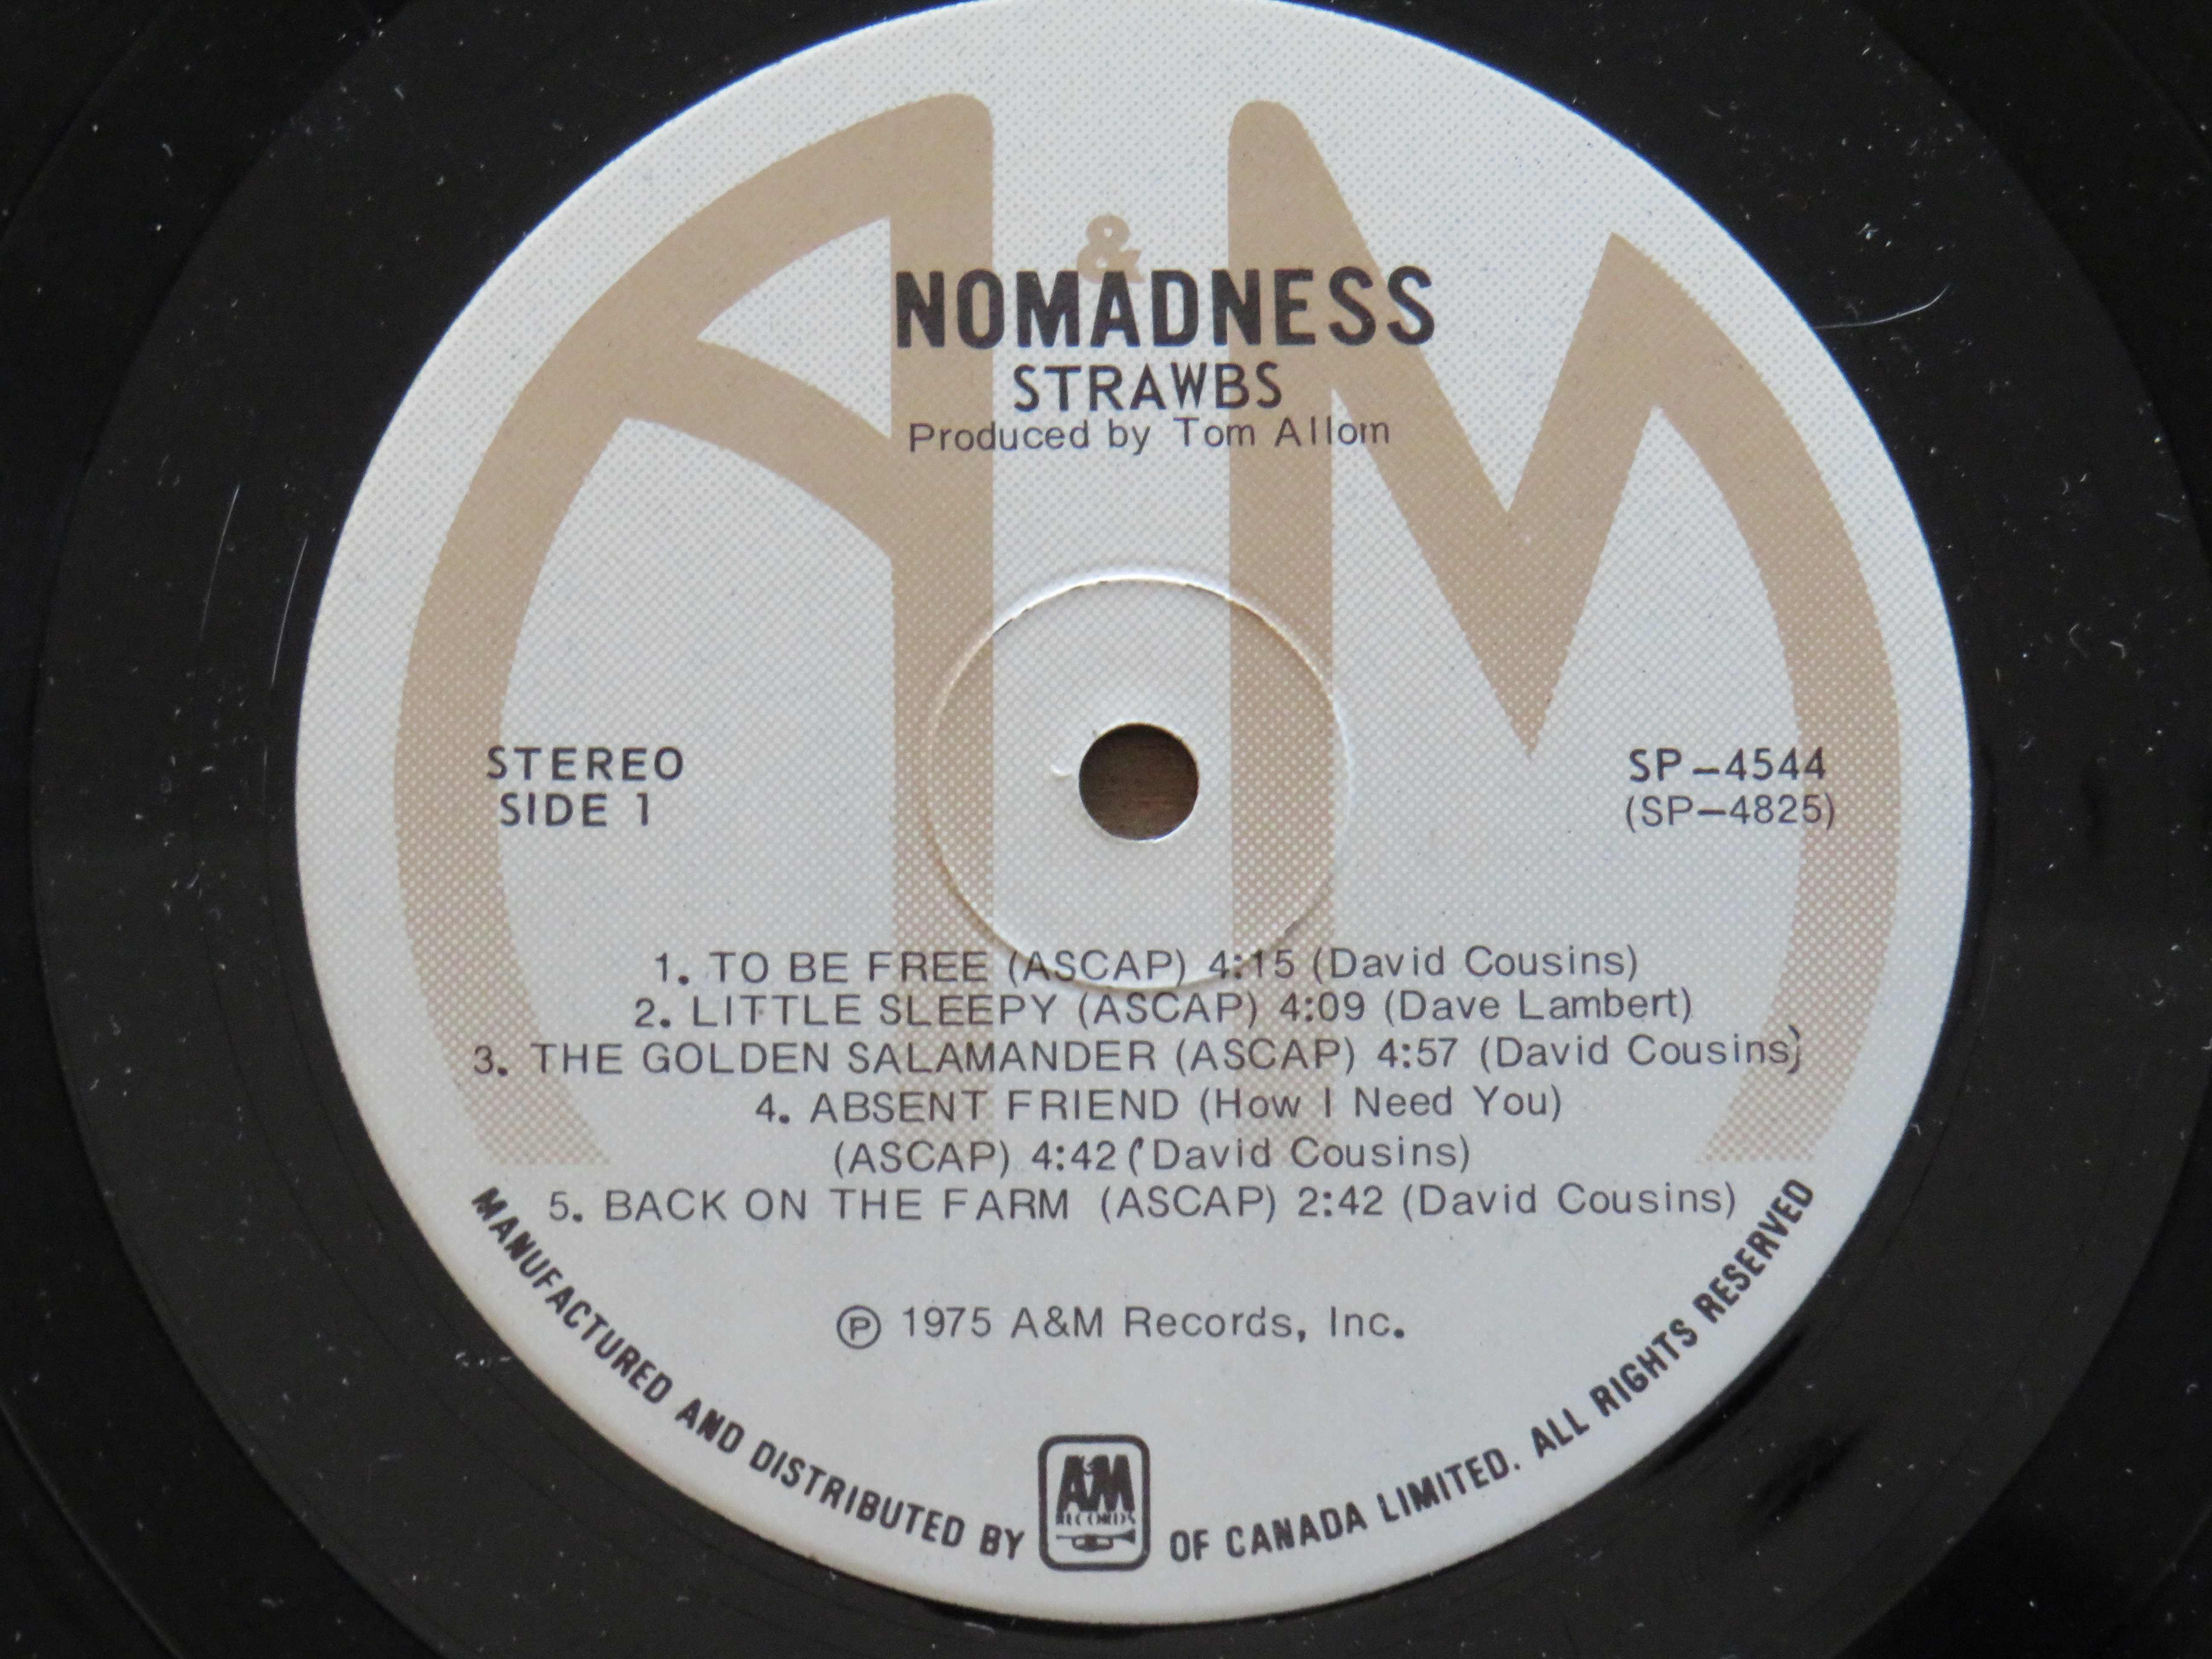 A & M
NOMADNESS
STRAWBS
Produced by Tom Allom
STEREO
SIDE 1
SP-4544
(SP-4825)
1. TO BE FREE (ASCAP) 4:15 (David Cousins)
2. LITTLE SLEEPY (ASCAP) 4:09 (Dave Lambert)
3. THE GOLDEN SALAMANDER (ASCAP) 4:57 (David Cousins)
4. ABSENT FRIEND (How I Need You)
(ASCAP) 4:42 (David Cousins)
5. BACK ON THE FARM (ASCAP) 2:42 (David Cousins)
℗ 1975 A&M Records, Inc.
MANUFACTURED AND DISTRIBUTED BY A&M RECORDS OF CANADA LIMITED. ALL RIGHTS RESERVED